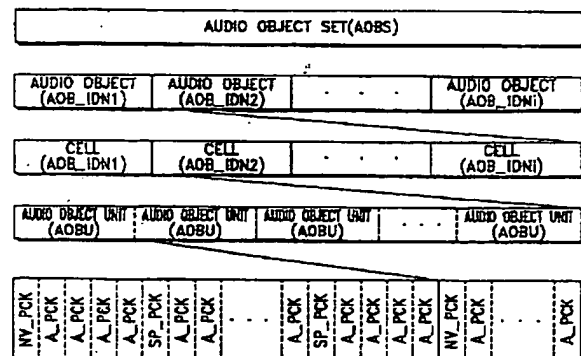 AUDIO OBJECT SET(AOBS)
AUDIO OBJECT AUDIO OBJECT . . . AUDIO OBJECT
(AOB_IDN1) (AOB_IDN2) (AOB_IDNi)
CELL CELL . . . CELL
(AOB_IDN1) (AOB_IDN2) (AOB_IDNi)
AUDIO OBJECT UNIT AUDIO OBJECT UNIT AUDIO OBJECT UNIT . . . AUDIO OBJECT UNIT
(AOBU) (AOBU) (AOBU) (AOBU)
NV_PCK A_PCK A_PCK A_PCK A_PCK SP_PCK A_PCK A_PCK . . . A_PCK SP_PCK A_PCK A_PCK A_PCK NV_PCK A_PCK . . . A_PCK